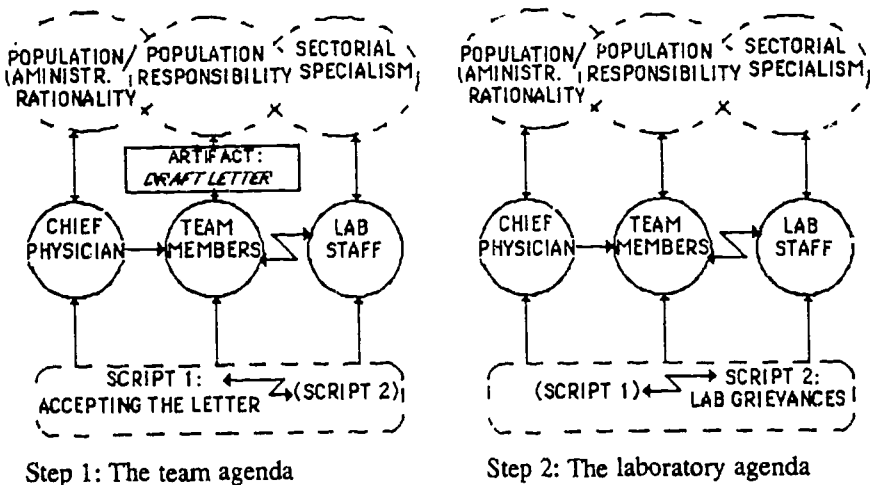 POPULATION/
(AMINISTR.
RATIONALITY
POPULATION
RESPONSIBILITY
SECTORIAL
SPECIALISM
ARTIFACT:
DRAFT LETTER
CHIEF
PHYSICIAN
TEAM
MEMBERS
LAB
STAFF
SCRIPT 1:
ACCEPTING THE LETTER
(SCRIPT 2)
Step 1: The team agenda
POPULATION/
(AMINISTR.
RATIONALITY
POPULATION
RESPONSIBILITY
SECTORIAL
SPECIALISM
CHIEF
PHYSICIAN
TEAM
MEMBERS
LAB
STAFF
(SCRIPT 1)
SCRIPT 2:
LAB GRIEVANCES
Step 2: The laboratory agenda